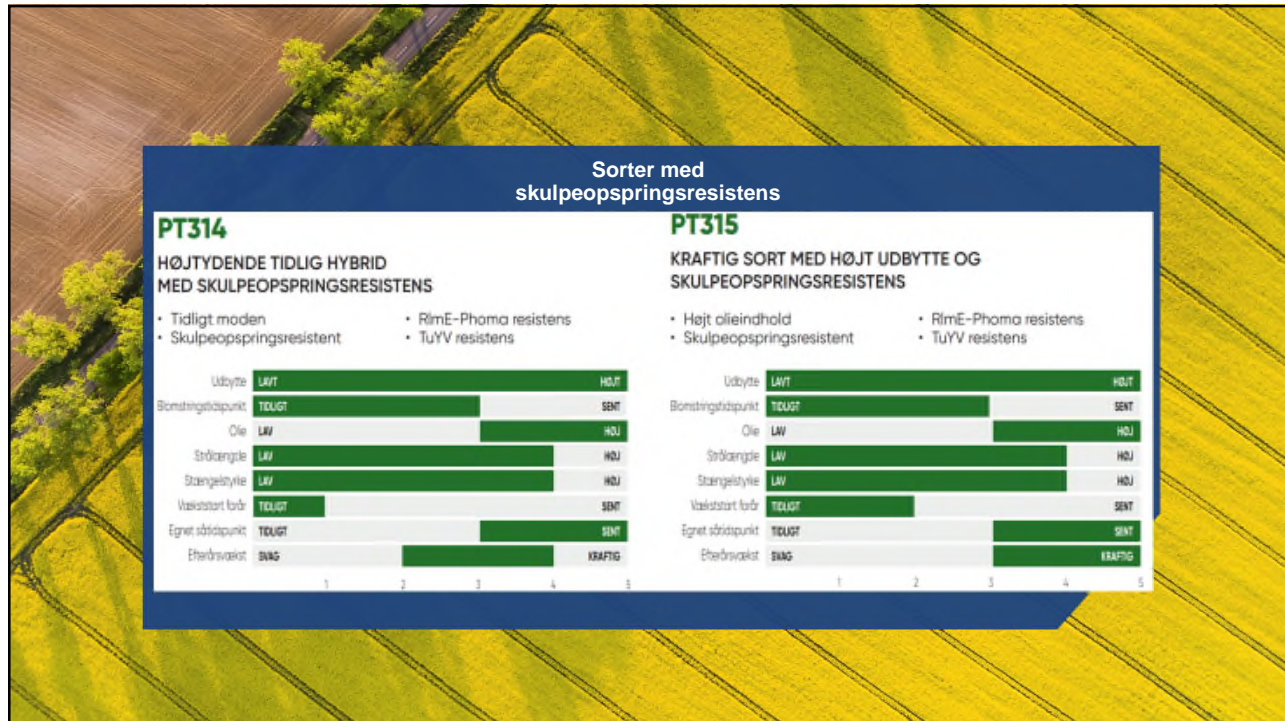 Sorter med
skulpeopspringsresistens
PT314
HØJTYDENDE TIDLIG HYBRID
MED SKULPEOPSPRINGSRESISTENS
• Tidligt moden
• Skulpeopspringsresistent
• RlmE-Phoma resistens
• TuYV resistens
Udbytte LAVT HØJT
Blomstringstidspunkt TIDLIGT SENT
Olie LAV HØJ
Strålængde LAV HØJ
Stængelstyrke LAV HØJ
Vækststart forår TIDLIGT SENT
Egnet såtidspunkt TIDLIGT SENT
Efterårsvækst SVAG KRAFTIG
1 2 3 4 5
PT315
KRAFTIG SORT MED HØJT UDBYTTE OG
SKULPEOPSPRINGSRESISTENS
• Højt olieindhold
• Skulpeopspringsresistent
• RlmE-Phoma resistens
• TuYV resistens
Udbytte LAVT HØJT
Blomstringstidspunkt TIDLIGT SENT
Olie LAV HØJ
Strålængde LAV HØJ
Stængelstyrke LAV HØJ
Vækststart forår TIDLIGT SENT
Egnet såtidspunkt TIDLIGT SENT
Efterårsvækst SVAG KRAFTIG
1 2 3 4 5